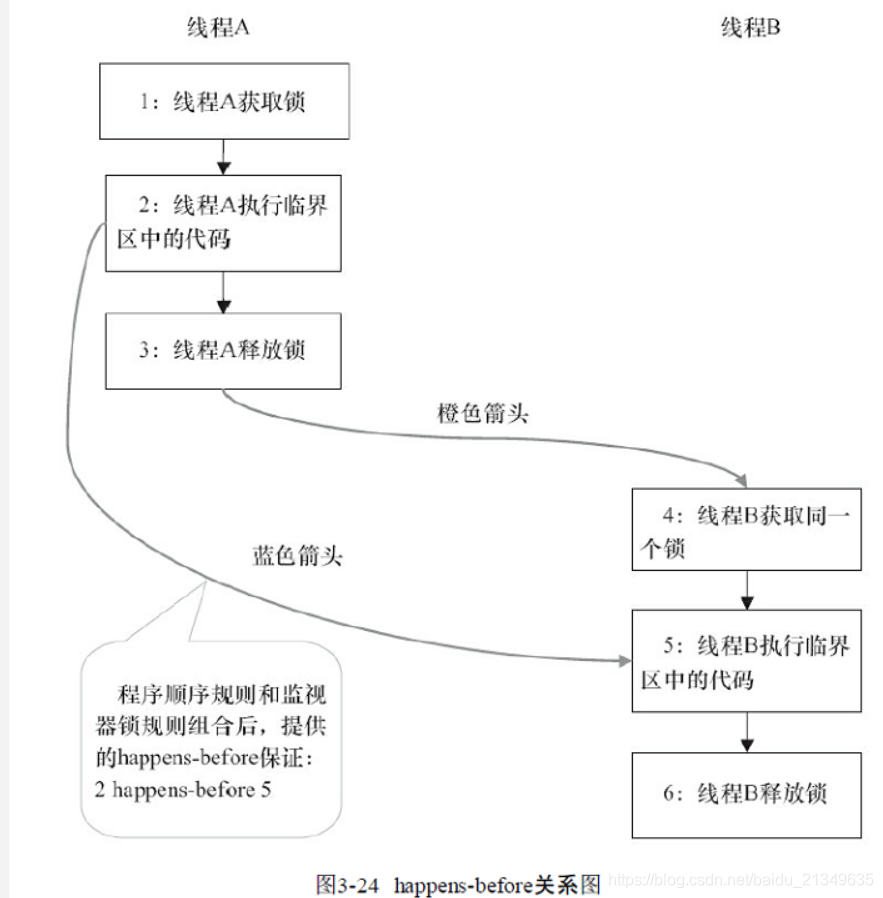 线程A
线程B
1：线程A获取锁
2：线程A执行临界
区中的代码
3：线程A释放锁
橙色箭头
4：线程B获取同一
个锁
蓝色箭头
5：线程B执行临界
区中的代码
程序顺序规则和监视
器锁规则组合后，提供
的happens-before保证：
2 happens-before 5
6：线程B释放锁
图3-24 happens-before关系图
https://blog.csdn.net/baidu_21349635